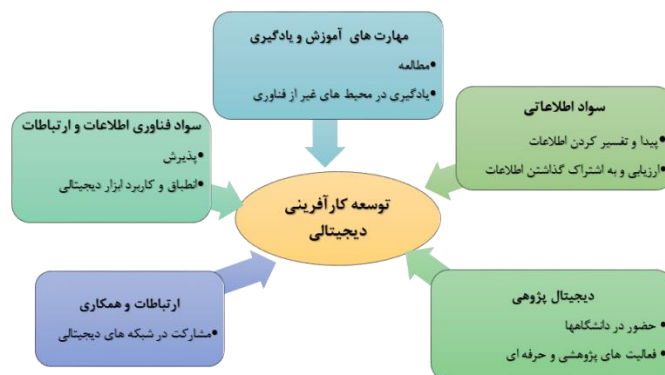 مهارت های آموزش و یادگیری
•مطالعه
•یادگیری در محیط های غیر از فناوری
سواد اطلاعاتی
•پیدا و تفسیر کردن اطلاعات
•ارزیابی و به اشتراک گذاشتن اطلاعات
سواد فناوری اطلاعات و ارتباطات
•پذیرش
•انطباق و کاربرد ابزار دیجیتالی
توسعه کارآفرینی
دیجیتالی
دیجیتال پژوهی
•حضور در دانشگاهها
•فعالیت های پژوهشی و حرفه ای
ارتباطات و همکاری
•مشارکت در شبکه های دیجیتالی